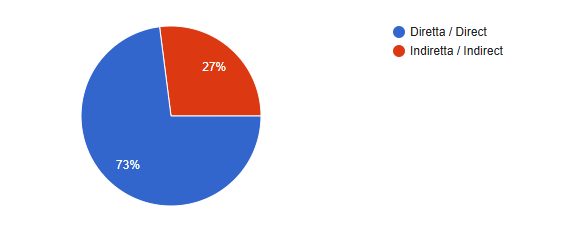 Diretta / Direct
Indiretta / Indirect
27%
73%